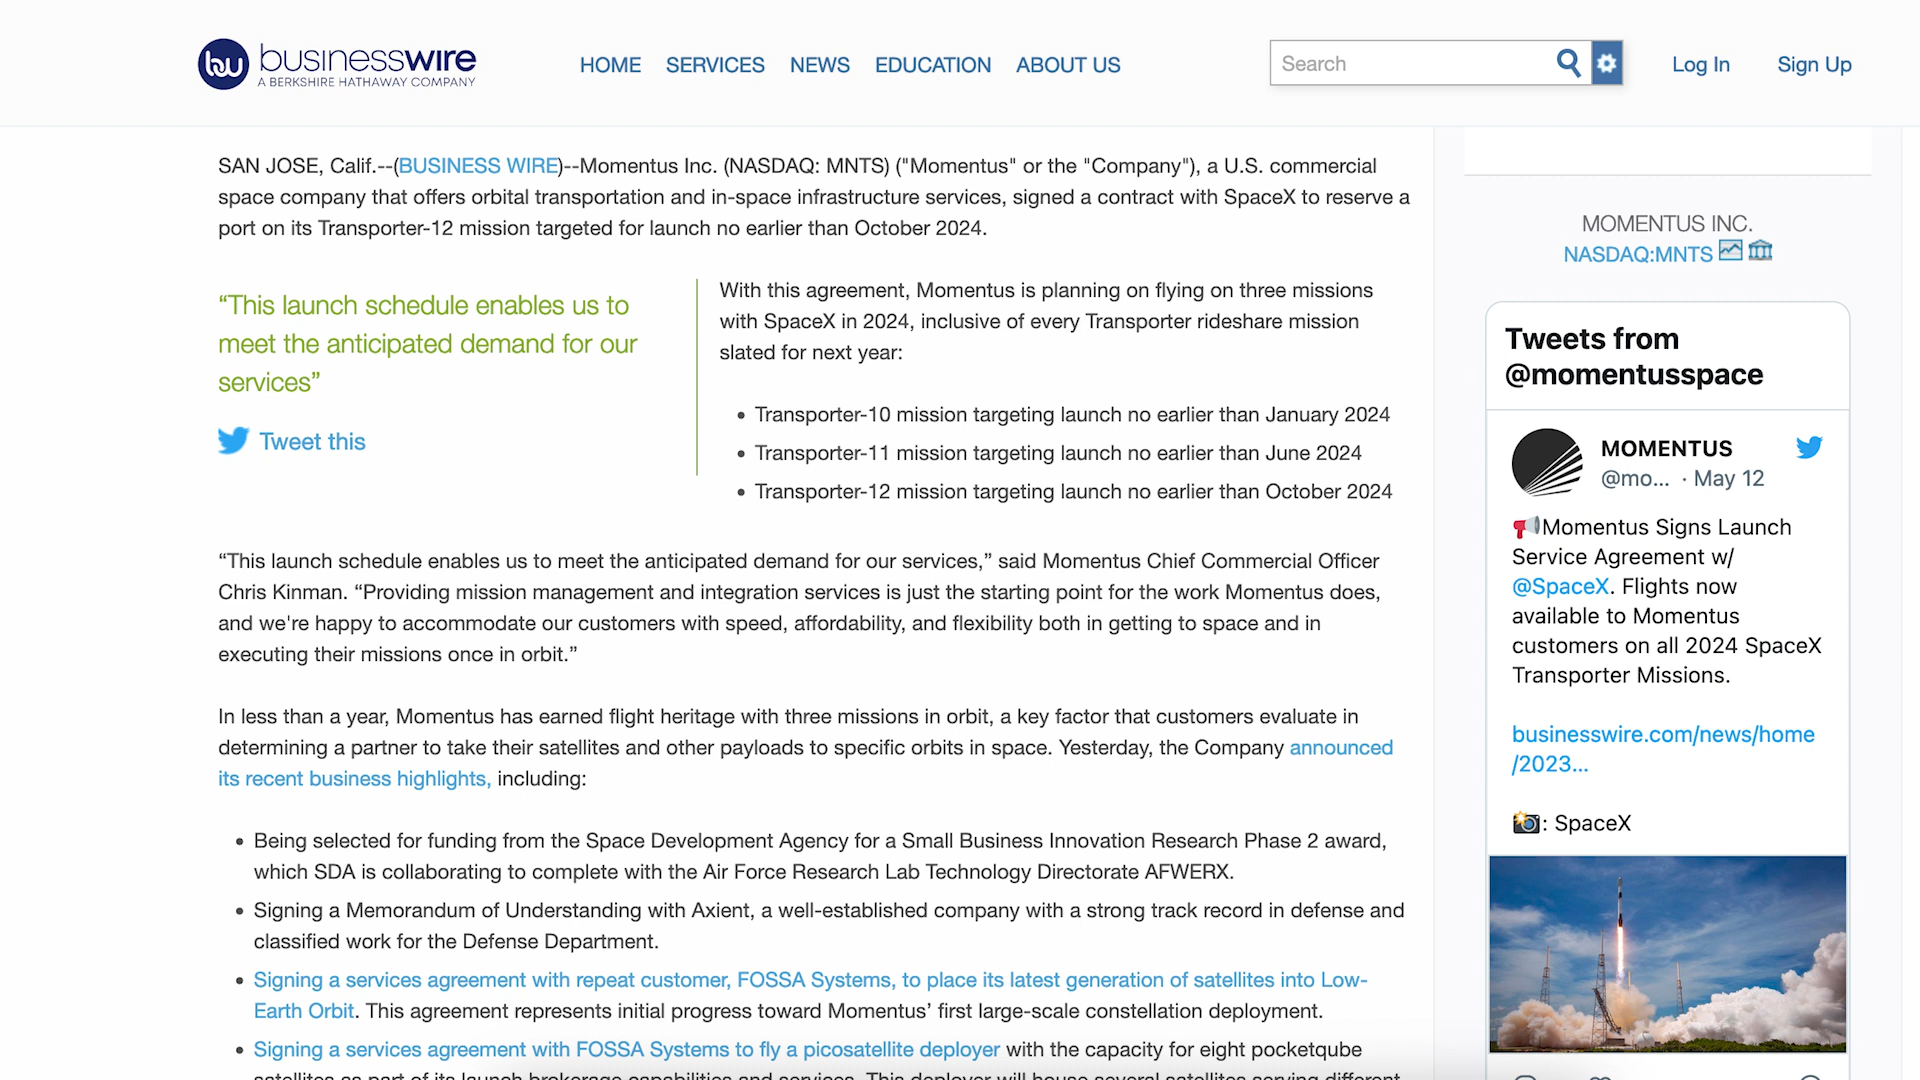 businesswire
A BERKSHIRE HATHAWAY COMPANY
HOME SERVICES NEWS EDUCATION ABOUT US
Search
Log In Sign Up
SAN JOSE, Calif.--(BUSINESS WIRE)--Momentus Inc. (NASDAQ: MNTS) ("Momentus" or the "Company"), a U.S. commercial
space company that offers orbital transportation and in-space infrastructure services, signed a contract with SpaceX to reserve a
port on its Transporter-12 mission targeted for launch no earlier than October 2024.
“This launch schedule enables us to
meet the anticipated demand for our
services”
Tweet this
With this agreement, Momentus is planning on flying on three missions
with SpaceX in 2024, inclusive of every Transporter rideshare mission
slated for next year:
• Transporter-10 mission targeting launch no earlier than January 2024
• Transporter-11 mission targeting launch no earlier than June 2024
• Transporter-12 mission targeting launch no earlier than October 2024
“This launch schedule enables us to meet the anticipated demand for our services,” said Momentus Chief Commercial Officer
Chris Kinman. “Providing mission management and integration services is just the starting point for the work Momentus does,
and we're happy to accommodate our customers with speed, affordability, and flexibility both in getting to space and in
executing their missions once in orbit.”
In less than a year, Momentus has earned flight heritage with three missions in orbit, a key factor that customers evaluate in
determining a partner to take their satellites and other payloads to specific orbits in space. Yesterday, the Company announced
its recent business highlights, including:
• Being selected for funding from the Space Development Agency for a Small Business Innovation Research Phase 2 award,
which SDA is collaborating to complete with the Air Force Research Lab Technology Directorate AFWERX.
• Signing a Memorandum of Understanding with Axient, a well-established company with a strong track record in defense and
classified work for the Defense Department.
• Signing a services agreement with repeat customer, FOSSA Systems, to place its latest generation of satellites into Low-
Earth Orbit. This agreement represents initial progress toward Momentus’ first large-scale constellation deployment.
• Signing a services agreement with FOSSA Systems to fly a picosatellite deployer with the capacity for eight pocketqube
satellites as part of its launch brokerage capabilities and services. This deployer will house several satellites serving different
MOMENTUS INC.
NASDAQ:MNTS
Tweets from
@momentusspace
MOMENTUS
@mo... · May 12
📢Momentus Signs Launch
Service Agreement w/
@SpaceX. Flights now
available to Momentus
customers on all 2024 SpaceX
Transporter Missions.
businesswire.com/news/home
/2023...
📸: SpaceX